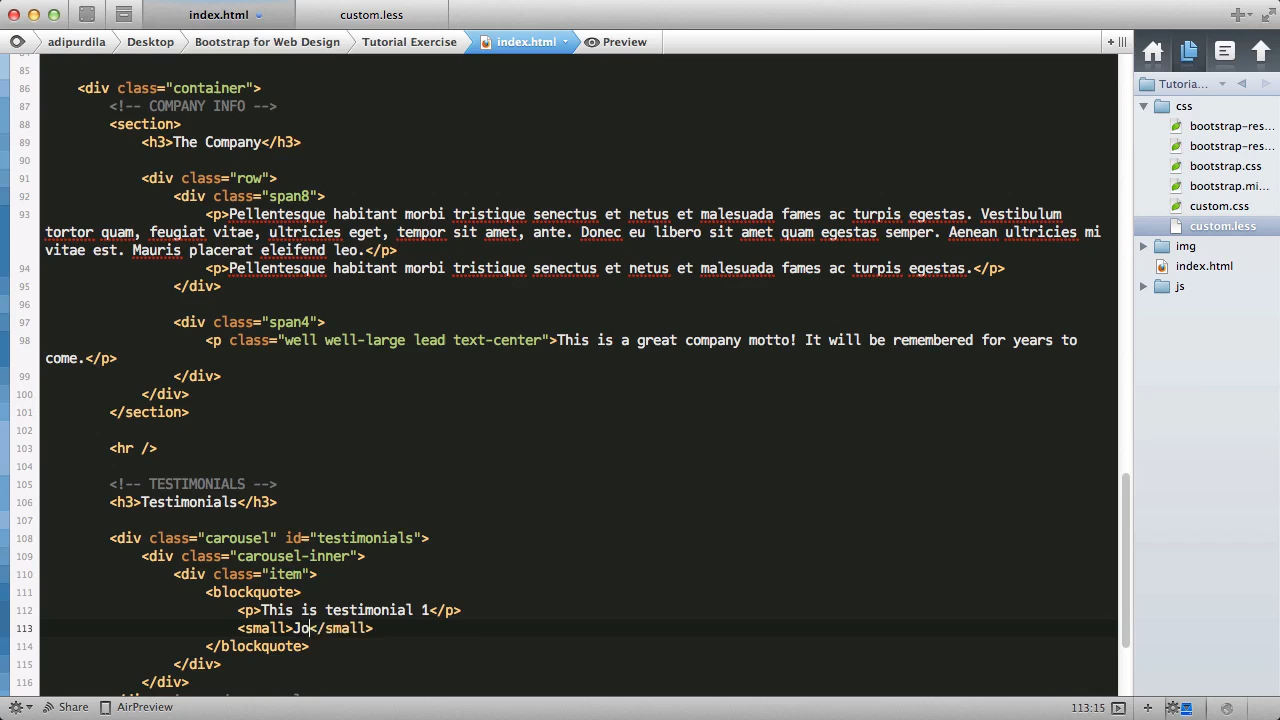 index.html
custom.less
adipurdila
Desktop
Bootstrap for Web Design
Tutorial Exercise
index.html
Preview
85
86 <div class="container">
87 <!-- COMPANY INFO -->
88 <section>
89 <h3>The Company</h3>
90
91 <div class="row">
92 <div class="span8">
93 <p>Pellentesque habitant morbi tristique senectus et netus et malesuada fames ac turpis egestas. Vestibulum
tortor quam, feugiat vitae, ultricies eget, tempor sit amet, ante. Donec eu libero sit amet quam egestas semper. Aenean ultricies mi
vitae est. Mauris placerat eleifend leo.</p>
94 <p>Pellentesque habitant morbi tristique senectus et netus et malesuada fames ac turpis egestas.</p>
95 </div>
96
97 <div class="span4">
98 <p class="well well-large lead text-center">This is a great company motto! It will be remembered for years to
come.</p>
99 </div>
100 </div>
101 </section>
102
103 <hr />
104
105 <!-- TESTIMONIALS -->
106 <h3>Testimonials</h3>
107
108 <div class="carousel" id="testimonials">
109 <div class="carousel-inner">
110 <div class="item">
111 <blockquote>
112 <p>This is testimonial 1</p>
113 <small>Jo</small>
114 </blockquote>
115 </div>
116 </div>
Tutoria...
css
bootstrap-res...
bootstrap-res...
bootstrap.css
bootstrap.mi...
custom.css
custom.less
img
index.html
js
Share
AirPreview
113:15